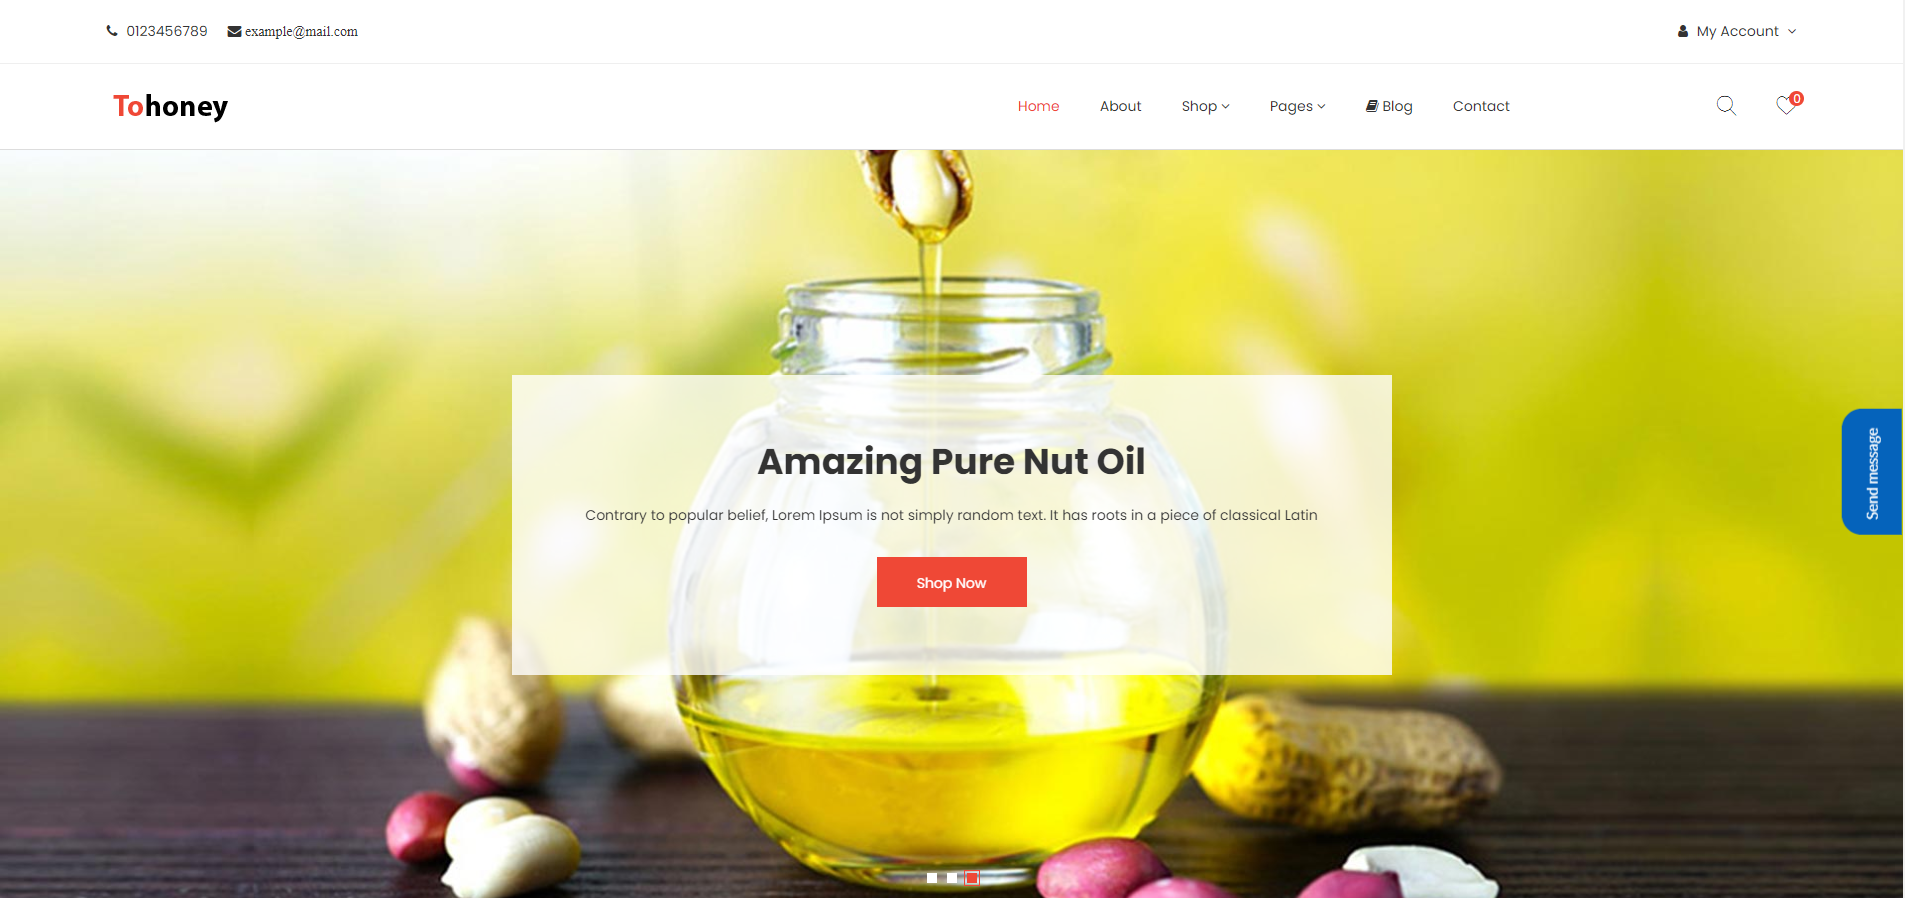 0123456789 example@mail.com My Account
Tohoney Home About Shop Pages Blog Contact 0
Amazing Pure Nut Oil
Contrary to popular belief, Lorem Ipsum is not simply random text. It has roots in a piece of classical Latin
Shop Now
Send message